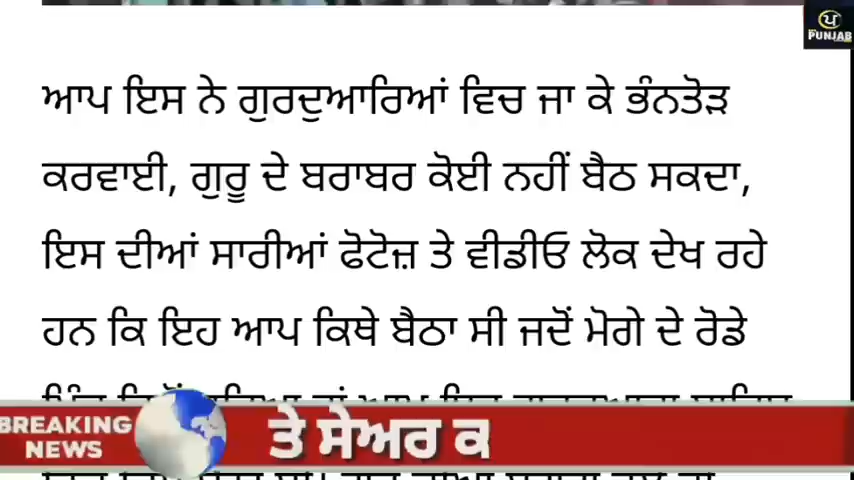 ਪ
PUNJAB
ਆਪ ਇਸ ਨੇ ਗੁਰਦੁਆਰਿਆਂ ਵਿਚ ਜਾ ਕੇ ਭੰਨਤੋੜ
ਕਰਵਾਈ, ਗੁਰੂ ਦੇ ਬਰਾਬਰ ਕੋਈ ਨਹੀਂ ਬੈਠ ਸਕਦਾ,
ਇਸ ਦੀਆਂ ਸਾਰੀਆਂ ਫੋਟੋਜ਼ ਤੇ ਵੀਡੀਓ ਲੋਕ ਦੇਖ ਰਹੇ
ਹਨ ਕਿ ਇਹ ਆਪ ਕਿਥੇ ਬੈਠਾ ਸੀ ਜਦੋਂ ਮੋਗੇ ਦੇ ਰੋਡੇ
BREAKING
NEWS
ਤੇ ਸੇਅਰ ਕ